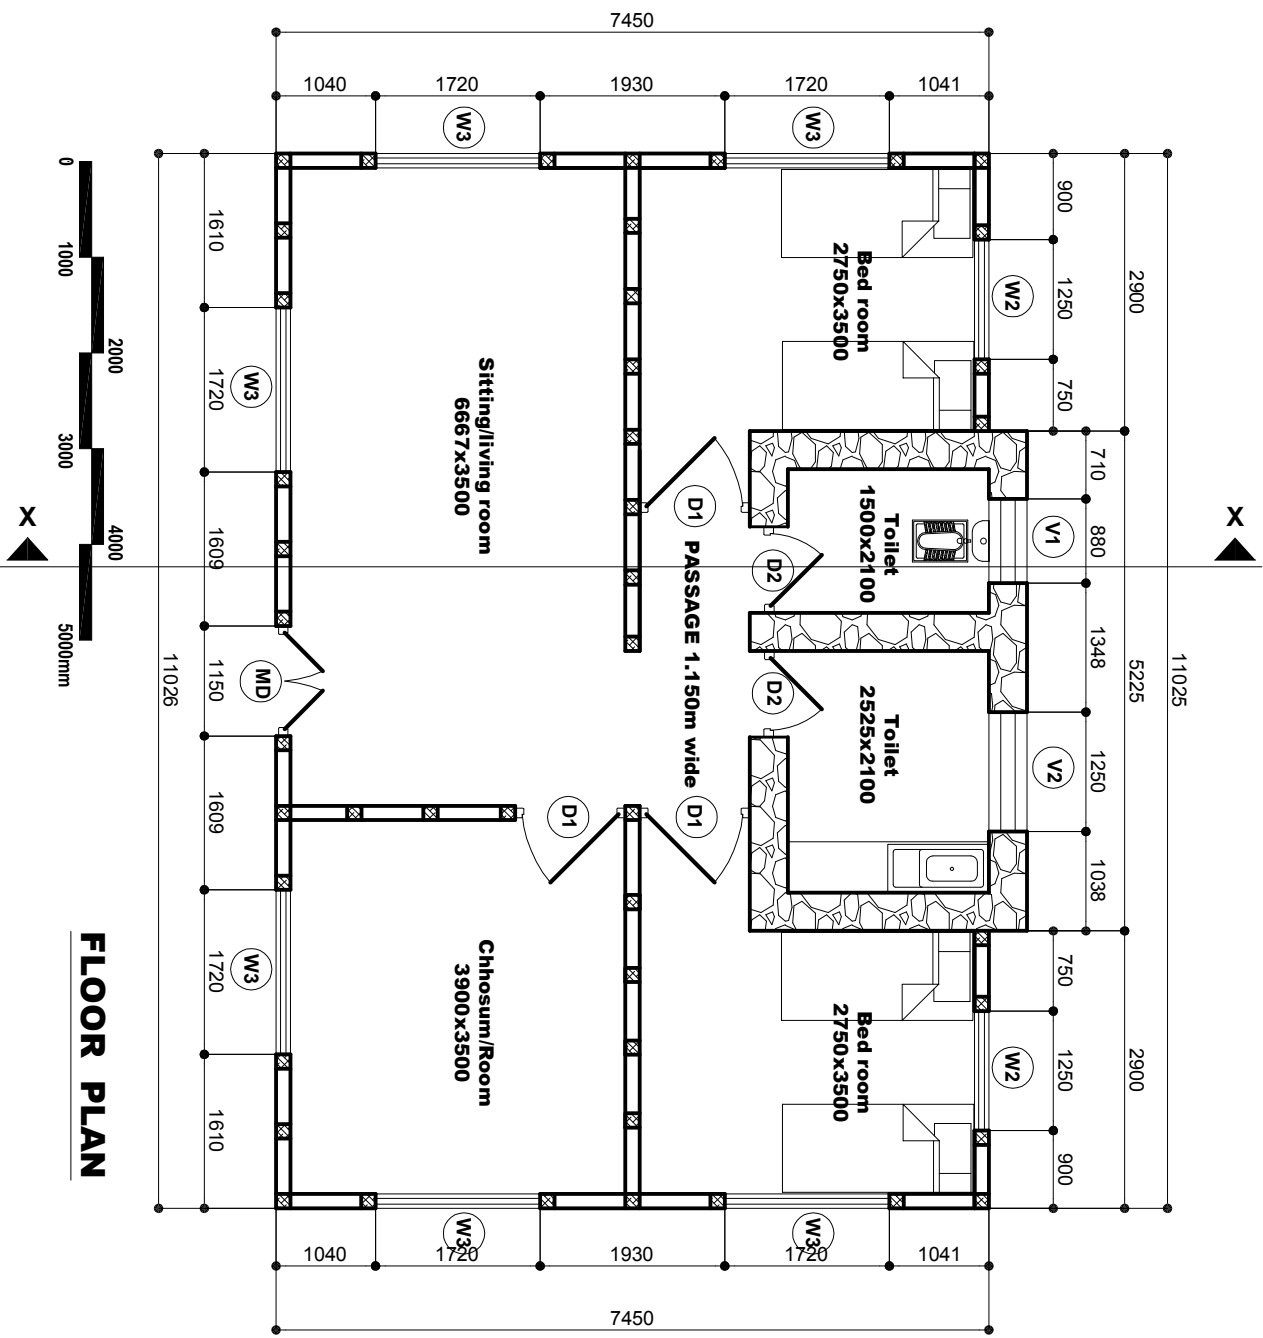 7450
1040
1720
1930
1720
1041
W3
W3
11025
2900
5225
2900
900
1250
750
710
880
1348
1250
1038
750
1250
900
W2
V1
V2
W2
X
X
Bed room
2750x3500
Toilet
1500x2100
Toilet
2525x2100
Bed room
2750x3500
D2
D2
D1
PASSAGE 1.150m wide
D1
D1
Sitting/living room
6667x3500
Chhosum/Room
3900x3500
W3
MD
W3
1610
1720
1609
1150
1609
1720
1610
11026
0
1000
2000
3000
4000
5000mm
FLOOR PLAN
W3
W3
1040
1720
1930
1720
1041
7450